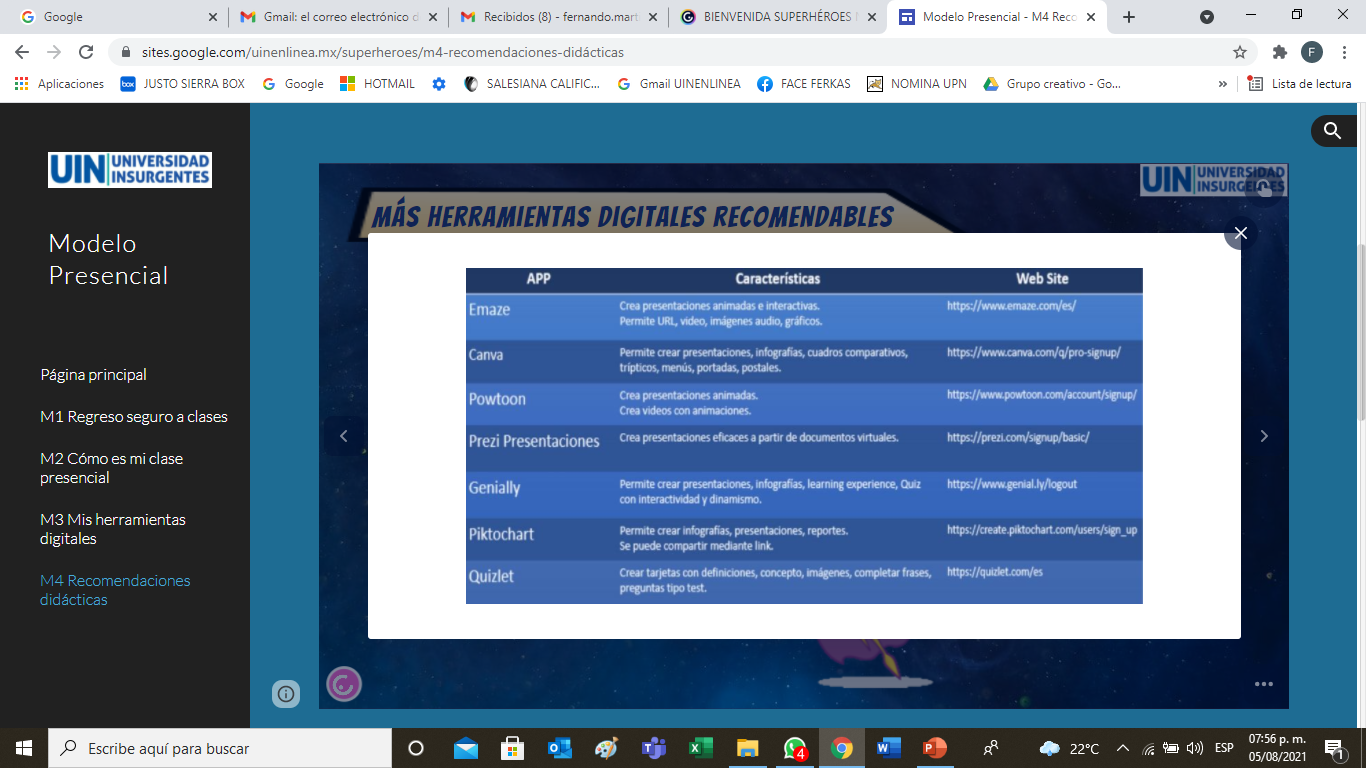 Google
Gmail: el correo electrónico d
Recibidos (8) - fernando.mart
BIENVENIDA SUPERHÉROES
Modelo Presencial - M4 Reco
sites.google.com/uinenlinea.mx/superheroes/m4-recomendaciones-didácticas
F
Aplicaciones
box
JUSTO SIERRA BOX
Google
HOTMAIL
SALESIANA CALIFIC...
Gmail UINENLINEA
FACE FERKAS
NOMINA UPN
Grupo creativo - Go...
»
Lista de lectura
UIN UNIVERSIDAD
INSURGENTES
Modelo
Presencial
Página principal
M1 Regreso seguro a clases
M2 Cómo es mi clase
presencial
M3 Mis herramientas
digitales
M4 Recomendaciones
didácticas
UIN UNIVERSIDAD
INSURGENTES
MÁS HERRAMIENTAS DIGITALES RECOMENDABLES
APP Características Web Site
Emaze
Crea presentaciones animadas e interactivas.
Permite URL, video, imágenes audio, gráficos.
https://www.emaze.com/es/
Canva
Permite crear presentaciones, infografías, cuadros comparativos,
trípticos, menús, portadas, postales.
https://www.canva.com/q/pro-signup/
Powtoon
Crea presentaciones animadas.
Crea videos con animaciones.
https://www.powtoon.com/account/signup/
Prezi Presentaciones
Crea presentaciones eficaces a partir de documentos virtuales.
https://prezi.com/signup/basic/
Genially
Permite crear presentaciones, infografías, learning experience, Quiz
con interactividad y dinamismo.
https://www.genial.ly/logout
Piktochart
Permite crear infografías, presentaciones, reportes.
Se puede compartir mediante link.
https://create.piktochart.com/users/sign_up
Quizlet
Crear tarjetas con definiciones, concepto, imágenes, completar frases,
preguntas tipo test.
https://quizlet.com/es
Escribe aquí para buscar
4
22°C
ESP
07:56 p. m.
05/08/2021
1